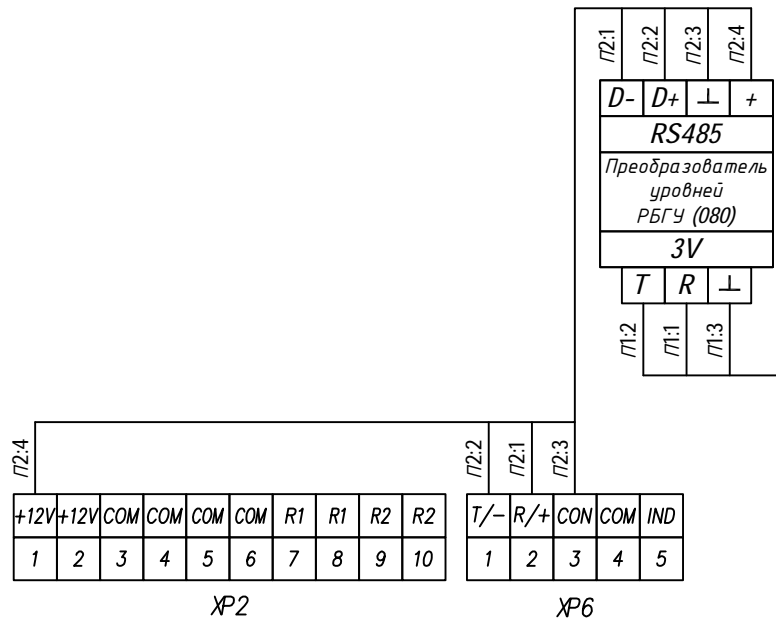 П2:1 П2:2 П2:3 П2:4
D- D+ ⊥ +
RS485
Преобразователь
уровней
РБГУ (080)
3V
T R ⊥
П1:2 П1:1 П1:3
П2:4 П2:2 П2:1 П2:3
+12V +12V COM COM COM COM R1 R1 R2 R2
1 2 3 4 5 6 7 8 9 10
XP2
T/- R/+ CON COM IND
1 2 3 4 5
XP6